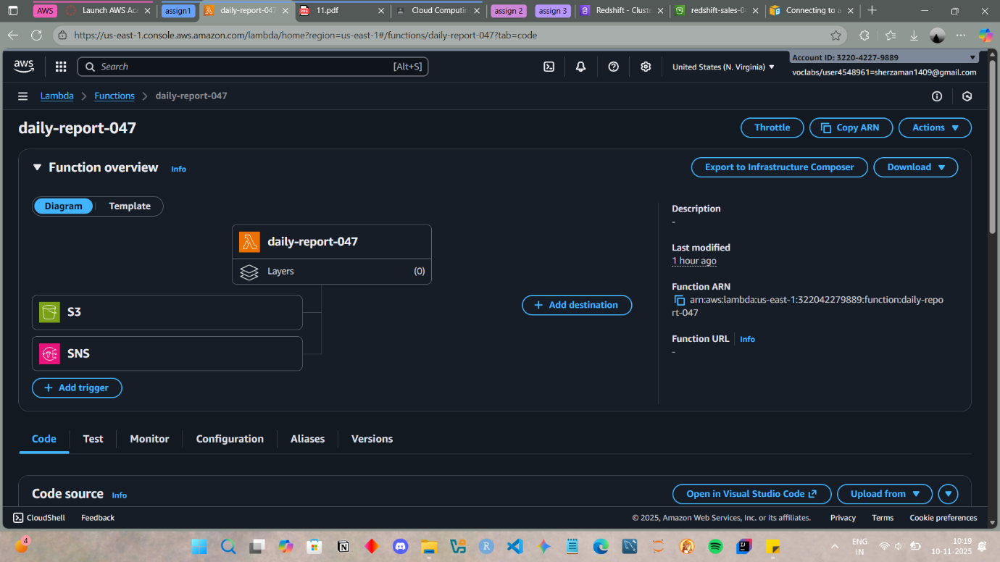 AWS
Launch AWS Aca
assign1
daily-report-047
11.pdf
Cloud Computin
assign 2
assign 3
Redshift - Cluste
redshift-sales-0
Connecting to a
https://us-east-1.console.aws.amazon.com/lambda/home?region=us-east-1#/functions/daily-report-047?tab=code
aws
Search
[Alt+S]
United States (N. Virginia)
Account ID: 3220-4227-9889
voclabs/user4548961=sherzaman1409@gmail.com
Lambda
Functions
daily-report-047
daily-report-047
Throttle
Copy ARN
Actions
Function overview
Info
Export to Infrastructure Composer
Download
Diagram
Template
daily-report-047
Layers
(0)
S3
SNS
+ Add trigger
+ Add destination
Description
-
Last modified
1 hour ago
Function ARN
arn:aws:lambda:us-east-1:322042279889:function:daily-repo
rt-047
Function URL
Info
-
Code
Test
Monitor
Configuration
Aliases
Versions
Code source
Info
Open in Visual Studio Code
Upload from
CloudShell
Feedback
© 2025, Amazon Web Services, Inc. or its affiliates.
Privacy
Terms
Cookie preferences
4
ENG
IN
10:19
10-11-2025